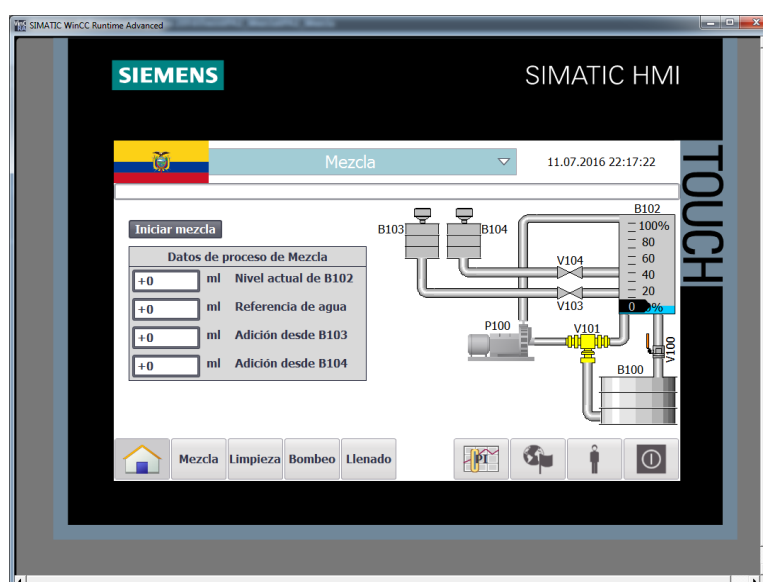 SIMATIC WinCC Runtime Advanced
SIEMENS
SIMATIC HMI
TOUCH
Mezcla
11.07.2016 22:17:22
Iniciar mezcla
Datos de proceso de Mezcla
+0 ml Nivel actual de B102
+0 ml Referencia de agua
+0 ml Adición desde B103
+0 ml Adición desde B104
B103
B104
B102
100%
80
60
40
20
0 0%
V104
V103
P100
V101
V100
B100
Mezcla
Limpieza
Bombeo
Llenado
PI